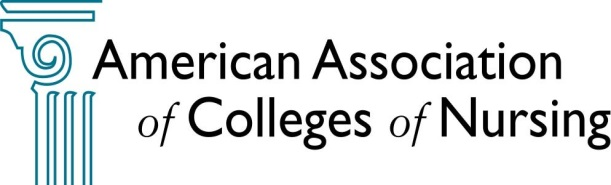 American Association
of Colleges of Nursing